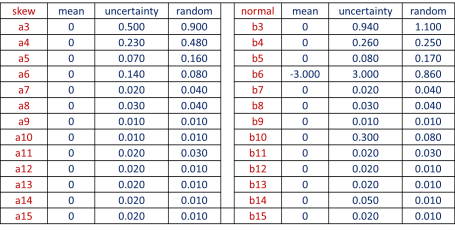 skew mean uncertainty random normal mean uncertainty random
a3 0 0.500 0.900 b3 0 0.940 1.100
a4 0 0.230 0.480 b4 0 0.260 0.250
a5 0 0.070 0.160 b5 0 0.080 0.170
a6 0 0.140 0.080 b6 -3.000 3.000 0.860
a7 0 0.020 0.040 b7 0 0.020 0.040
a8 0 0.030 0.040 b8 0 0.030 0.040
a9 0 0.010 0.010 b9 0 0.010 0.010
a10 0 0.010 0.010 b10 0 0.300 0.080
a11 0 0.020 0.030 b11 0 0.020 0.030
a12 0 0.020 0.010 b12 0 0.020 0.010
a13 0 0.020 0.010 b13 0 0.020 0.010
a14 0 0.020 0.010 b14 0 0.050 0.010
a15 0 0.020 0.010 b15 0 0.020 0.010